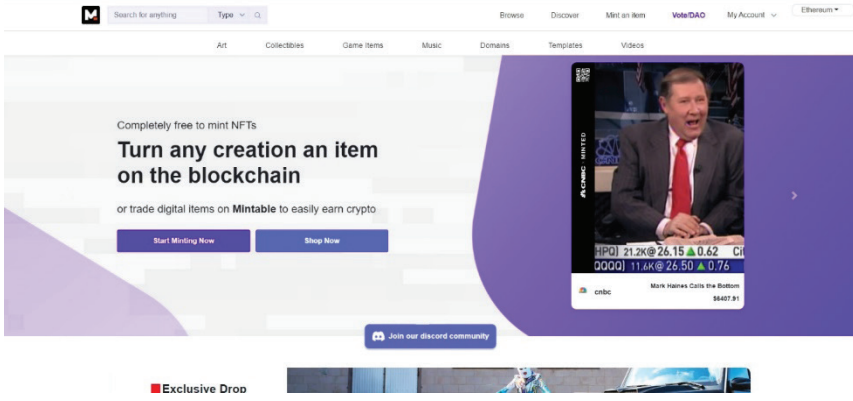 M.
Search for anything Type
Browse Discover Mint an item Vote/DAO My Account Ethereum
Art Collectibles Game Items Music Domains Templates Videos
Completely free to mint NFTs
Turn any creation an item
on the blockchain
or trade digital items on Mintable to easily earn crypto
Start Minting Now Shop Now
CNBC · MINTED
HPQ) 21.2K@26.15 ▲0.62 Ci
QQQQ) 11.6K@26.50 ▲0.76
cnbc Mark Haines Calls the Bottom
$6407.91
Join our discord community
Exclusive Drop